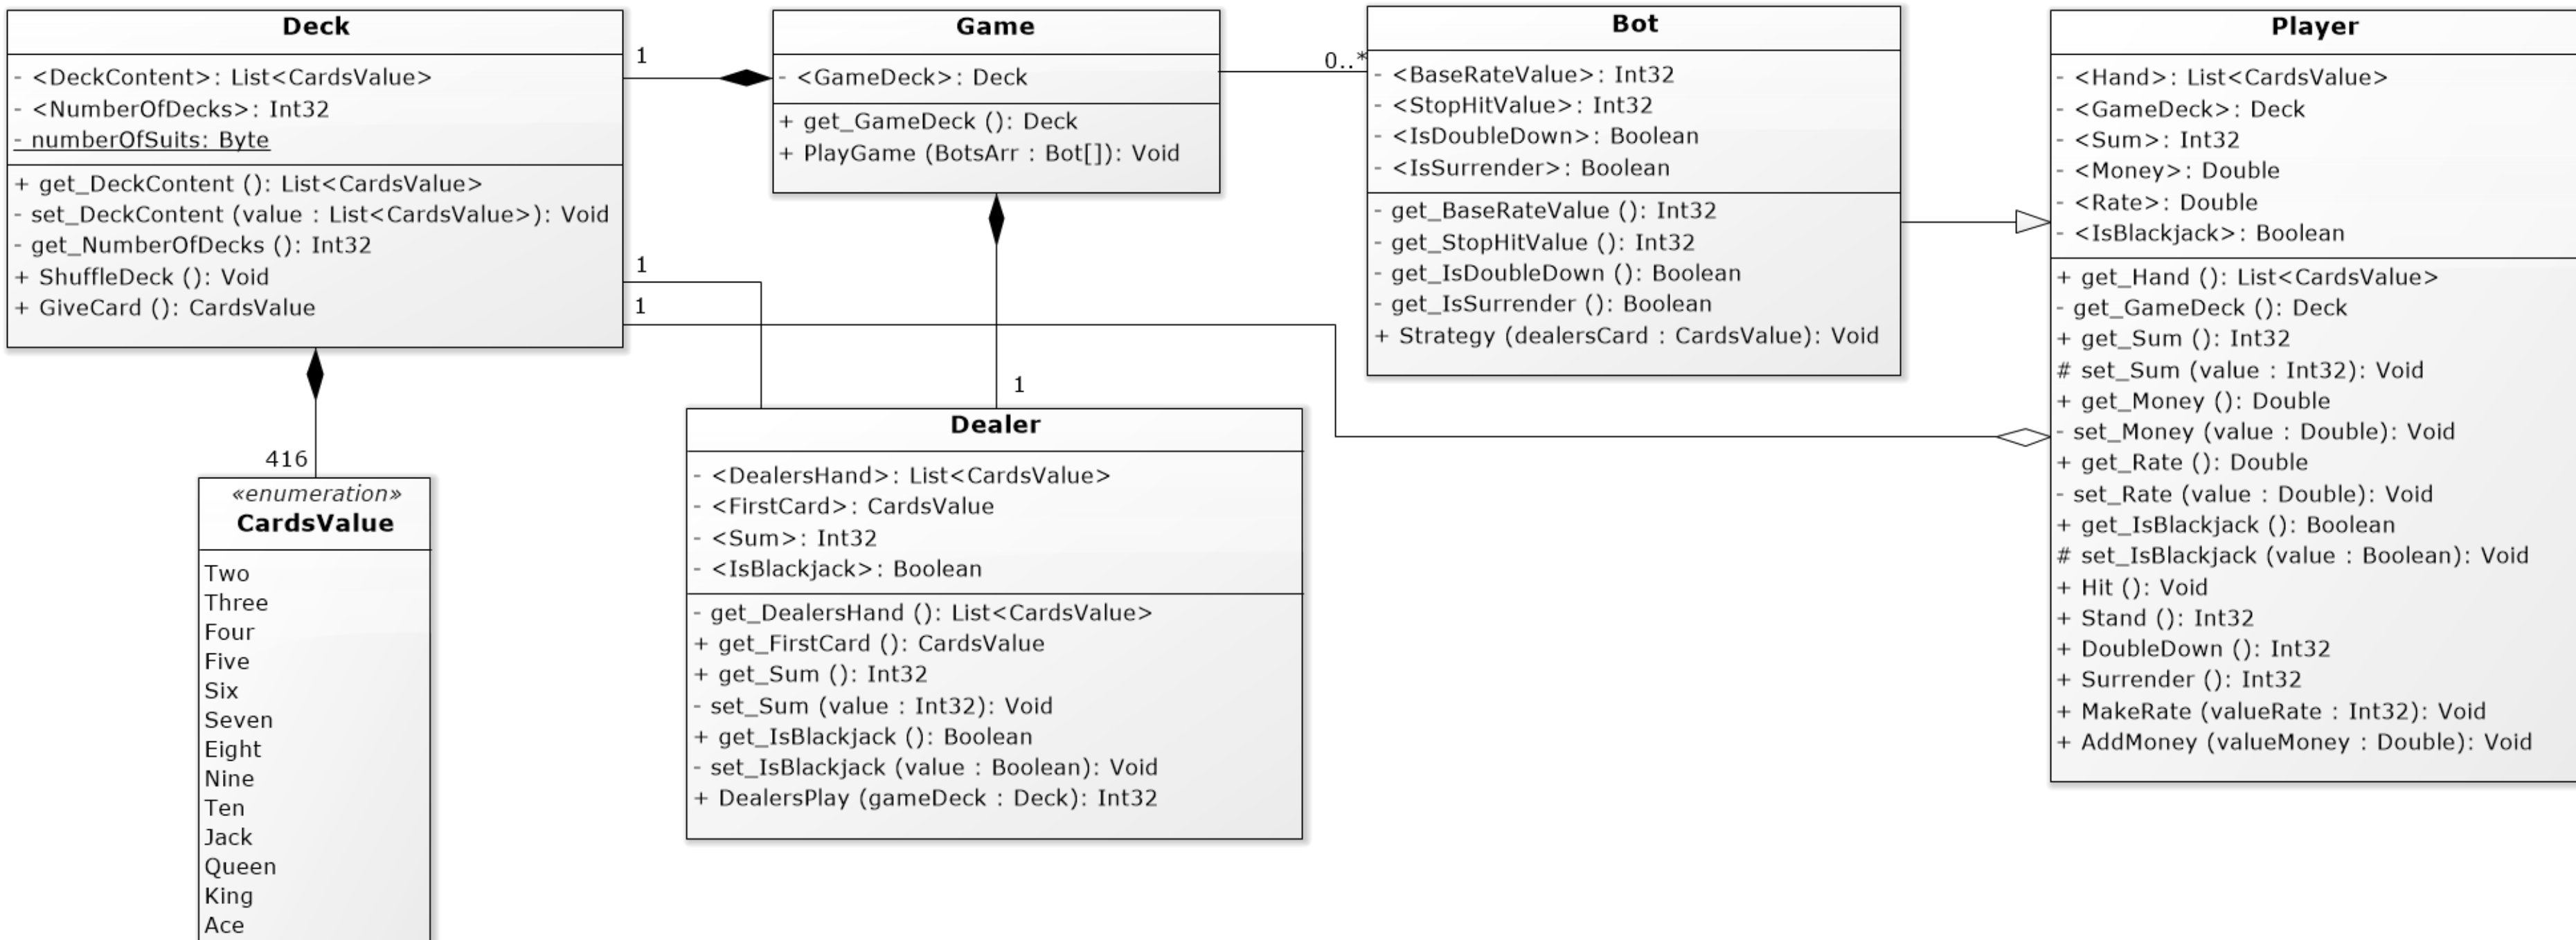 Deck
- <DeckContent>: List<CardsValue>
- <NumberOfDecks>: Int32
- numberOfSuits: Byte
+ get_DeckContent (): List<CardsValue>
- set_DeckContent (value : List<CardsValue>): Void
- get_NumberOfDecks (): Int32
+ ShuffleDeck (): Void
+ GiveCard (): CardsValue
1
1
1
416
«enumeration»
CardsValue
Two
Three
Four
Five
Six
Seven
Eight
Nine
Ten
Jack
Queen
King
Ace
Game
- <GameDeck>: Deck
+ get_GameDeck (): Deck
+ PlayGame (BotsArr : Bot[]): Void
0..*
1
Dealer
- <DealersHand>: List<CardsValue>
- <FirstCard>: CardsValue
- <Sum>: Int32
- <IsBlackjack>: Boolean
- get_DealersHand (): List<CardsValue>
+ get_FirstCard (): CardsValue
+ get_Sum (): Int32
- set_Sum (value : Int32): Void
+ get_IsBlackjack (): Boolean
- set_IsBlackjack (value : Boolean): Void
+ DealersPlay (gameDeck : Deck): Int32
Bot
- <BaseRateValue>: Int32
- <StopHitValue>: Int32
- <IsDoubleDown>: Boolean
- <IsSurrender>: Boolean
- get_BaseRateValue (): Int32
- get_StopHitValue (): Int32
- get_IsDoubleDown (): Boolean
- get_IsSurrender (): Boolean
+ Strategy (dealersCard : CardsValue): Void
Player
- <Hand>: List<CardsValue>
- <GameDeck>: Deck
- <Sum>: Int32
- <Money>: Double
- <Rate>: Double
- <IsBlackjack>: Boolean
+ get_Hand (): List<CardsValue>
- get_GameDeck (): Deck
+ get_Sum (): Int32
# set_Sum (value : Int32): Void
+ get_Money (): Double
- set_Money (value : Double): Void
+ get_Rate (): Double
- set_Rate (value : Double): Void
+ get_IsBlackjack (): Boolean
# set_IsBlackjack (value : Boolean): Void
+ Hit (): Void
+ Stand (): Int32
+ DoubleDown (): Int32
+ Surrender (): Int32
+ MakeRate (valueRate : Int32): Void
+ AddMoney (valueMoney : Double): Void